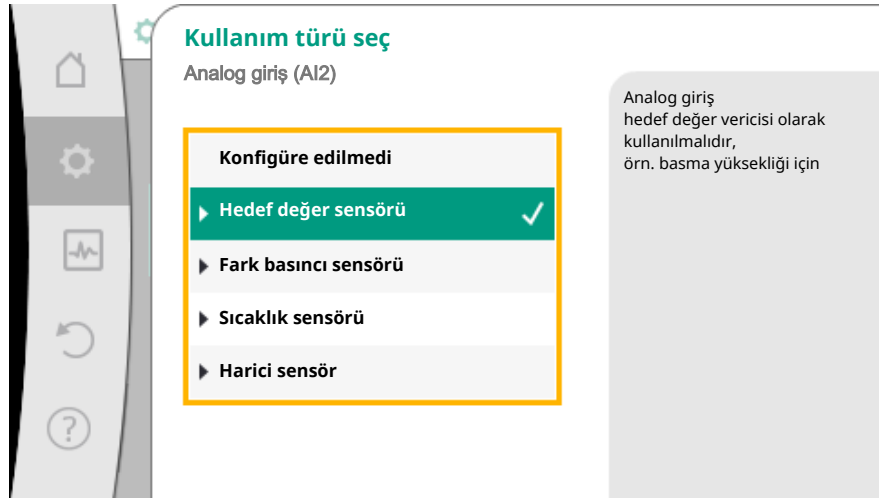 Kullanım türü seç
Analog giriş (AI2)
Konfigüre edilmedi
Hedef değer sensörü
Fark basıncı sensörü
Sıcaklık sensörü
Harici sensör
Analog giriş
hedef değer vericisi olarak
kullanılmalıdır,
örn. basma yüksekliği için